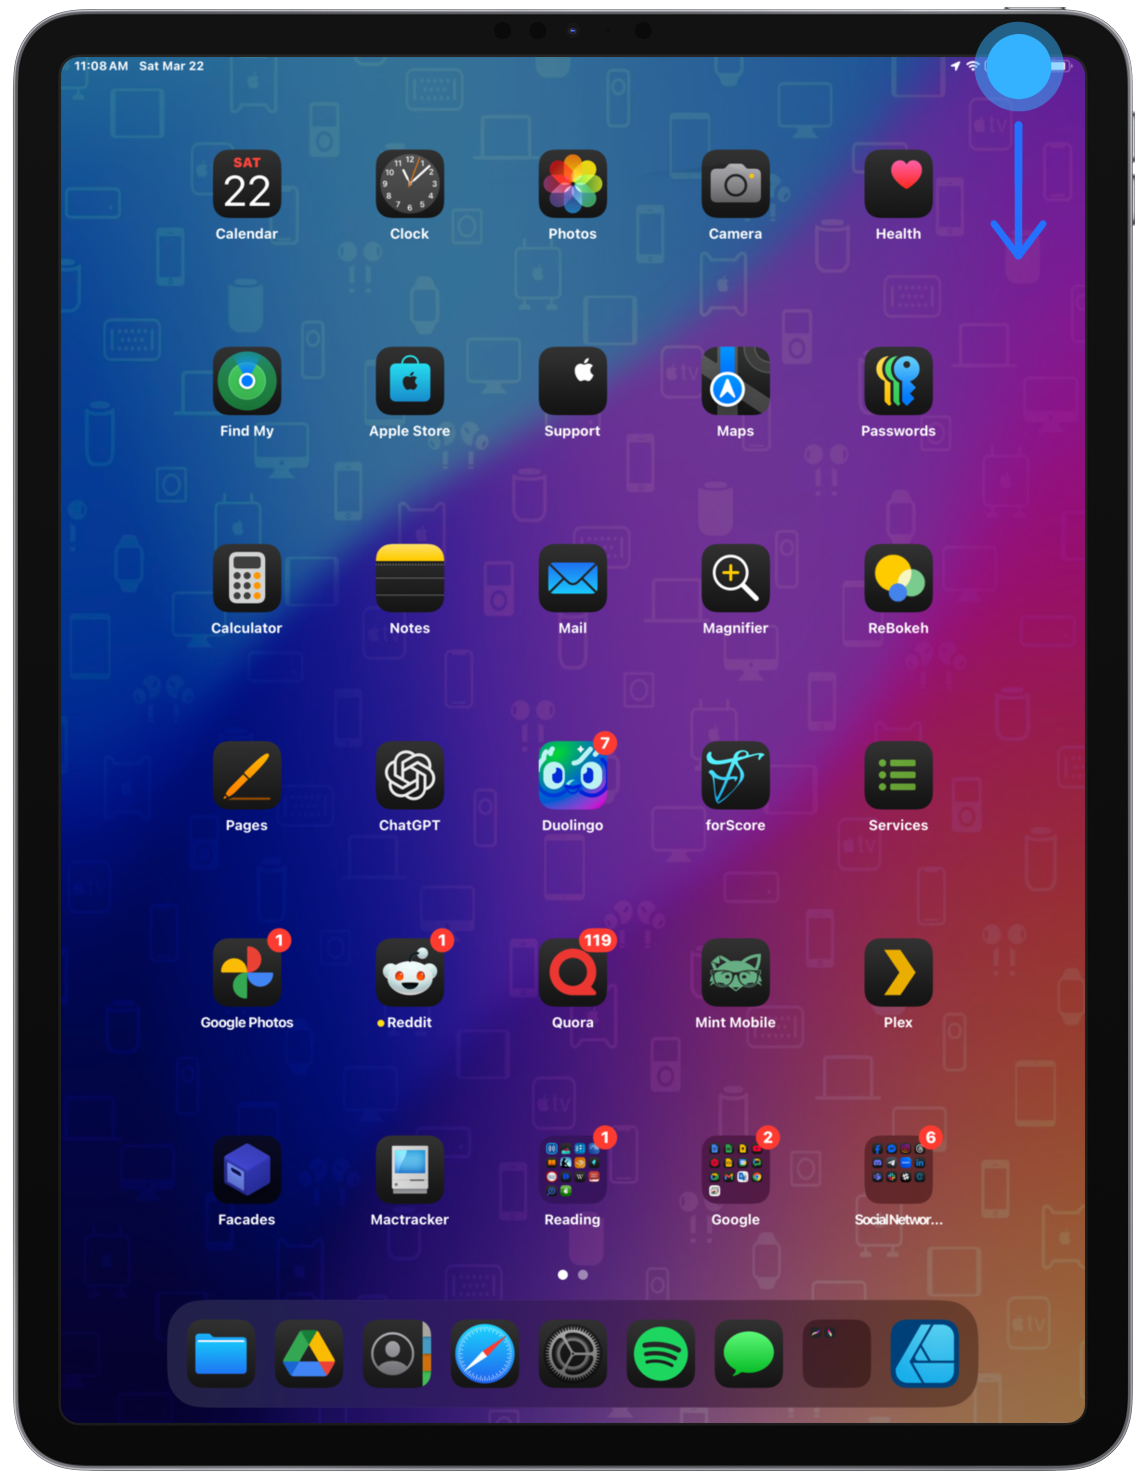 11:08 AM Sat Mar 22
SAT
22
Calendar
Clock
Photos
Camera
Health
Find My
Apple Store
Support
Maps
Passwords
Calculator
Notes
Mail
Magnifier
ReBokeh
Pages
ChatGPT
7
Duolingo
forScore
Services
1
Google Photos
1
Reddit
119
Quora
Mint Mobile
Plex
Facades
Mactracker
1
Reading
2
Google
6
Social Networ...